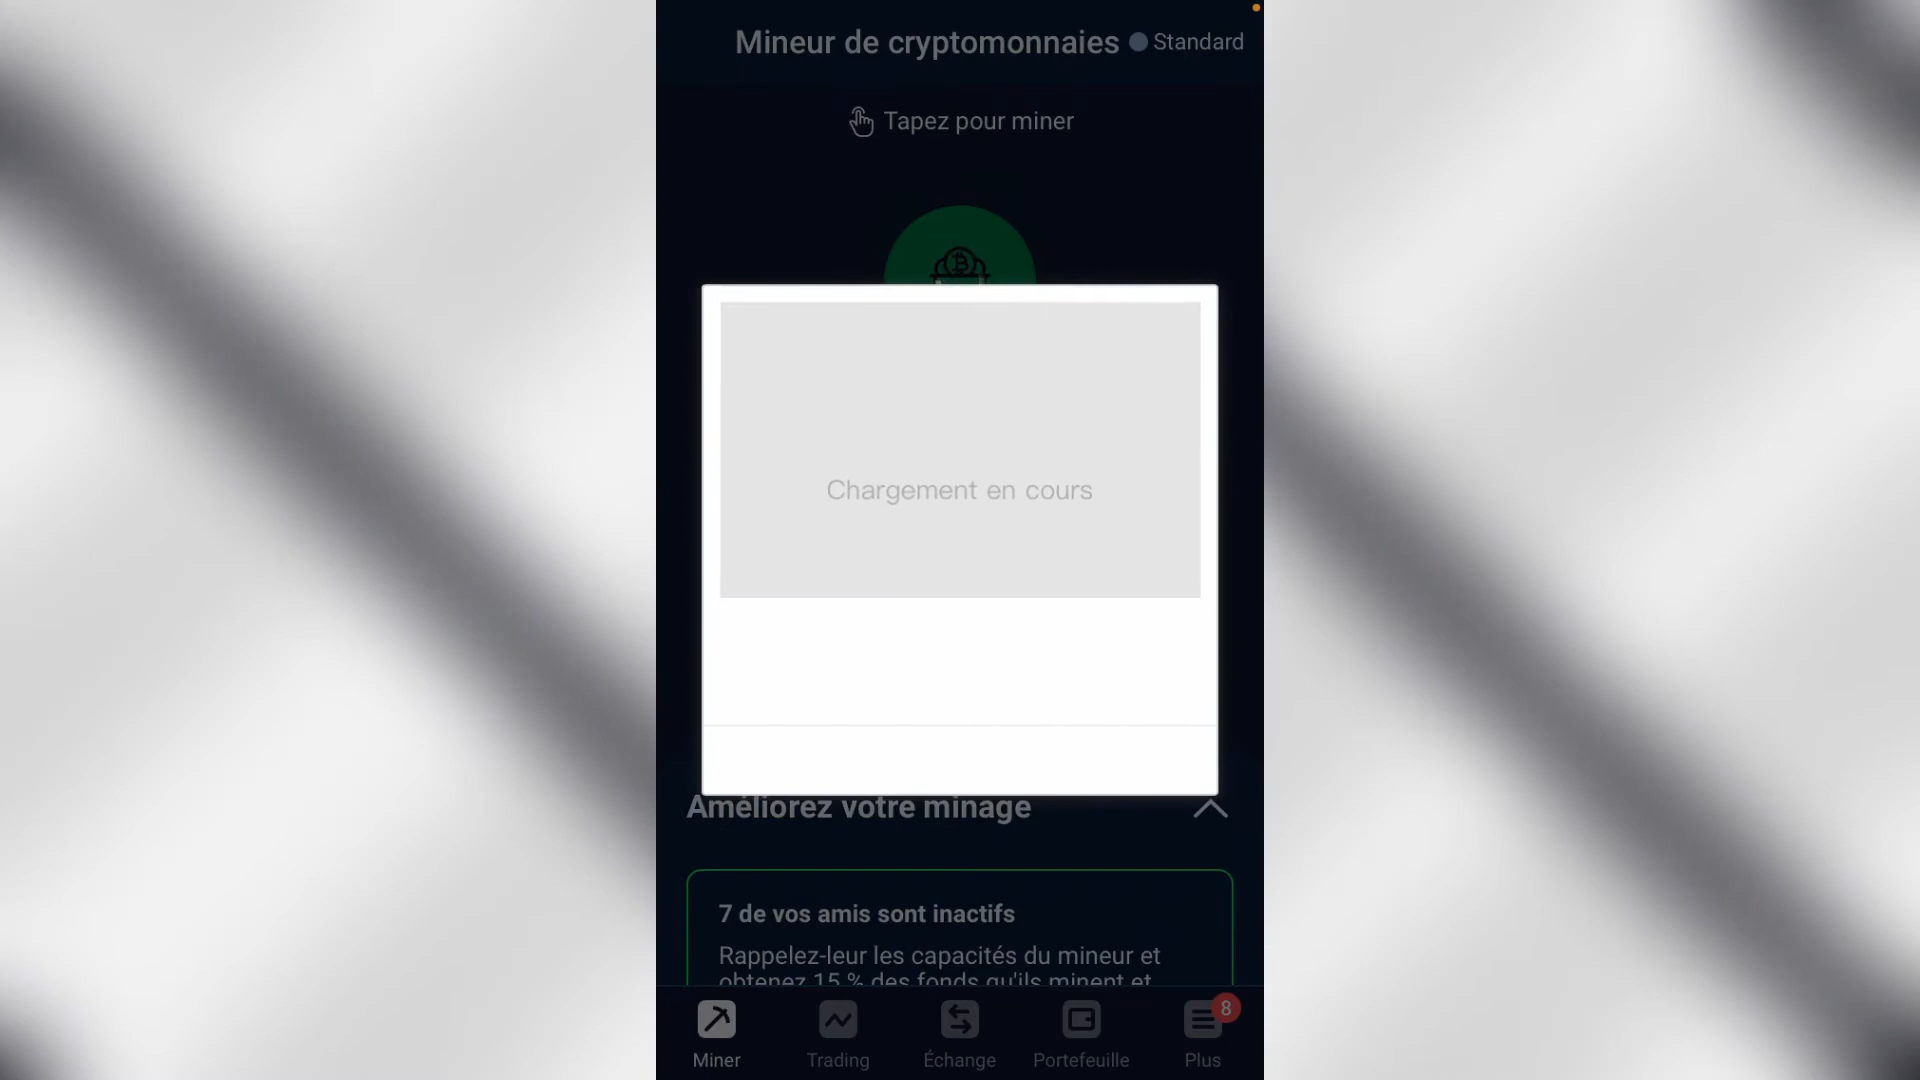 Mineur de cryptomonnaies
Standard
Tapez pour miner
Chargement en cours
Améliorez votre minage
7 de vos amis sont inactifs
Rappelez-leur les capacités du mineur et
obtenez 15 % des fonds qu'ils minent et
8
Miner
Trading
Échange
Portefeuille
Plus